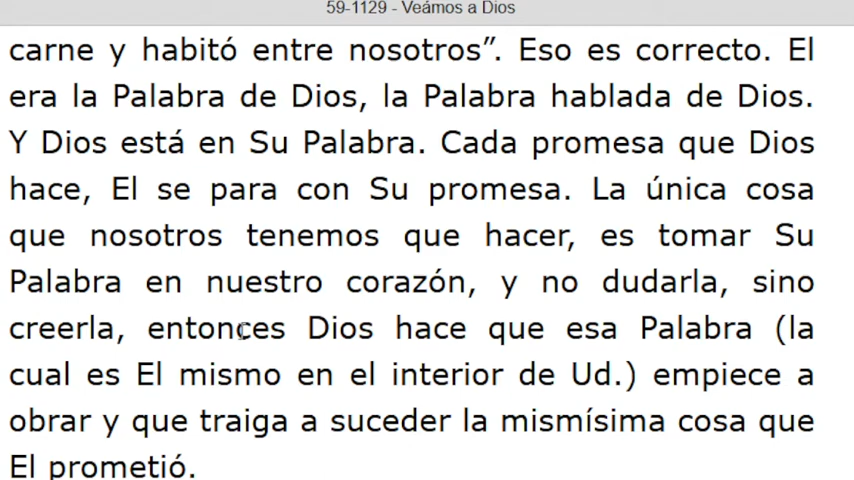 59-1129 - Veámos a Dios
carne y habitó entre nosotros”. Eso es correcto. El
era la Palabra de Dios, la Palabra hablada de Dios.
Y Dios está en Su Palabra. Cada promesa que Dios
hace, El se para con Su promesa. La única cosa
que nosotros tenemos que hacer, es tomar Su
Palabra en nuestro corazón, y no dudarla, sino
creerla, entonces Dios hace que esa Palabra (la
cual es El mismo en el interior de Ud.) empiece a
obrar y que traiga a suceder la mismísima cosa que
El prometió.